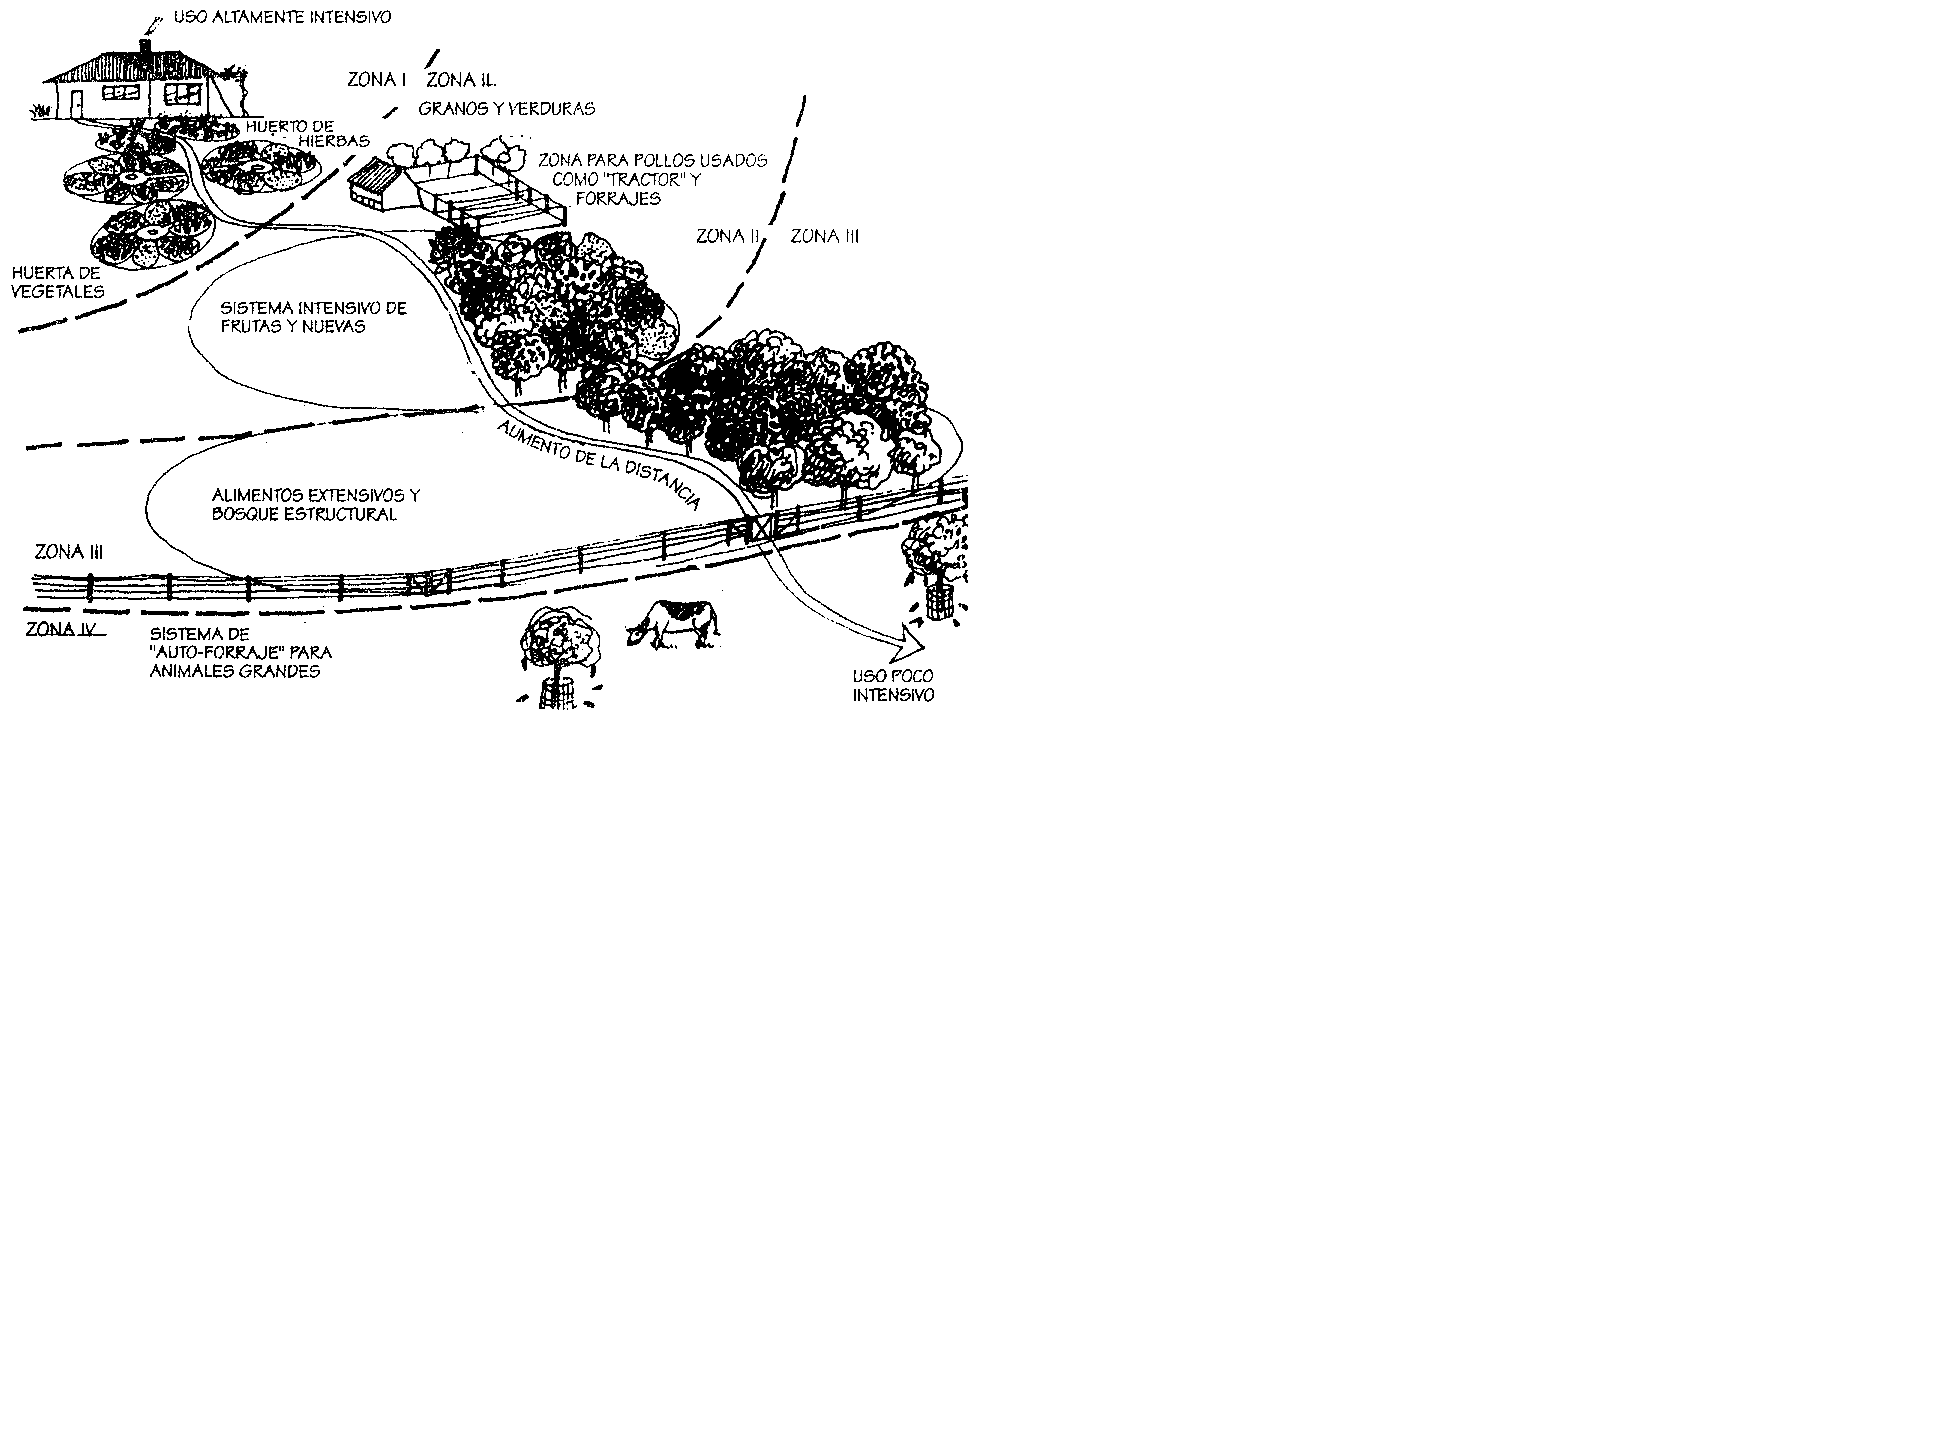 USO ALTAMENTE INTENSIVO
ZONA I
ZONA II.
GRANOS Y VERDURAS
HUERTO DE
HIERBAS
ZONA PARA POLLOS USADOS
COMO "TRACTOR" Y
FORRAJES
ZONA II
ZONA III
HUERTA DE
VEGETALES
SISTEMA INTENSIVO DE
FRUTAS Y NUEVAS
AUMENTO DE LA DISTANCIA
ALIMENTOS EXTENSIVOS Y
BOSQUE ESTRUCTURAL
ZONA III
ZONA IV
SISTEMA DE
"AUTO-FORRAJE" PARA
ANIMALES GRANDES
USO POCO
INTENSIVO